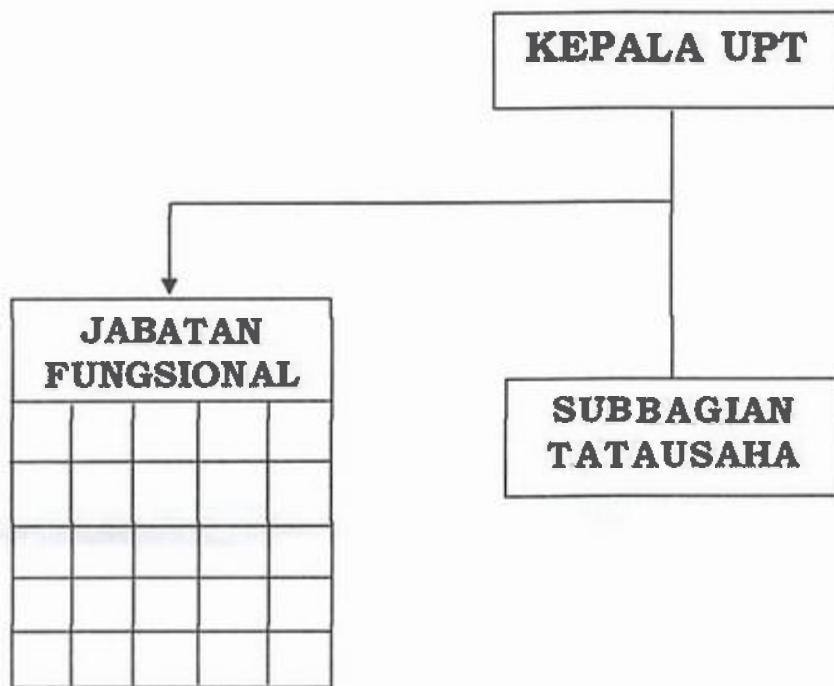 KEPALA UPT
JABATAN
FUNGSIONAL
SUBBAGIAN
TATAUSAHA